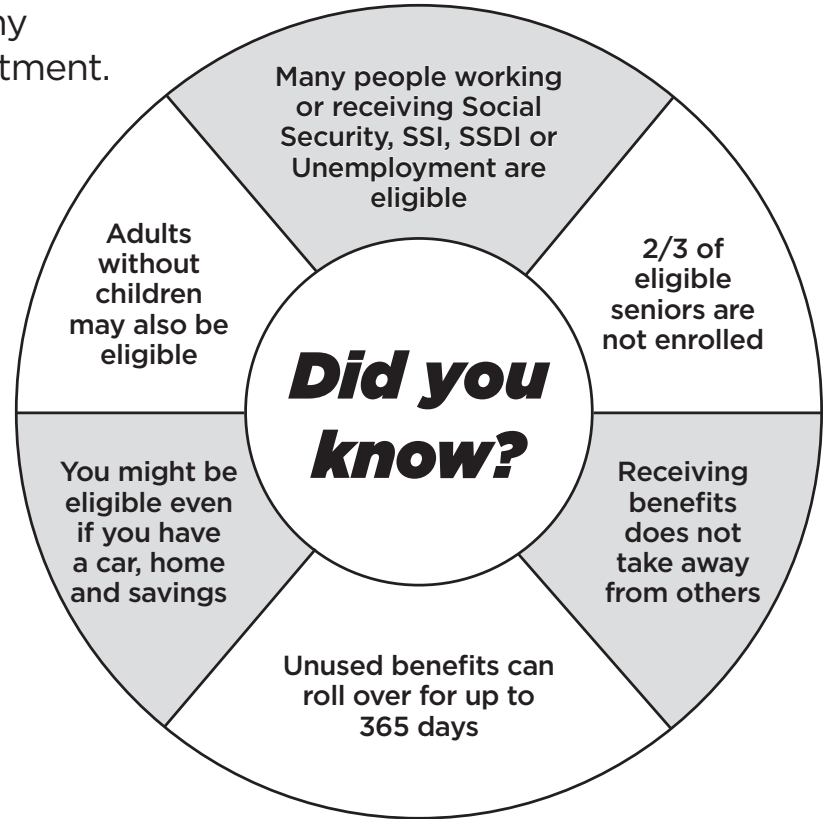 ny
tment.
Many people working
or receiving Social
Security, SSI, SSDI or
Unemployment are
eligible
2/3 of
eligible
seniors are
not enrolled
Receiving
benefits
does not
take away
from others
Unused benefits can
roll over for up to
365 days
You might be
eligible even
if you have
a car, home
and savings
Adults
without
children
may also be
eligible
Did you
know?